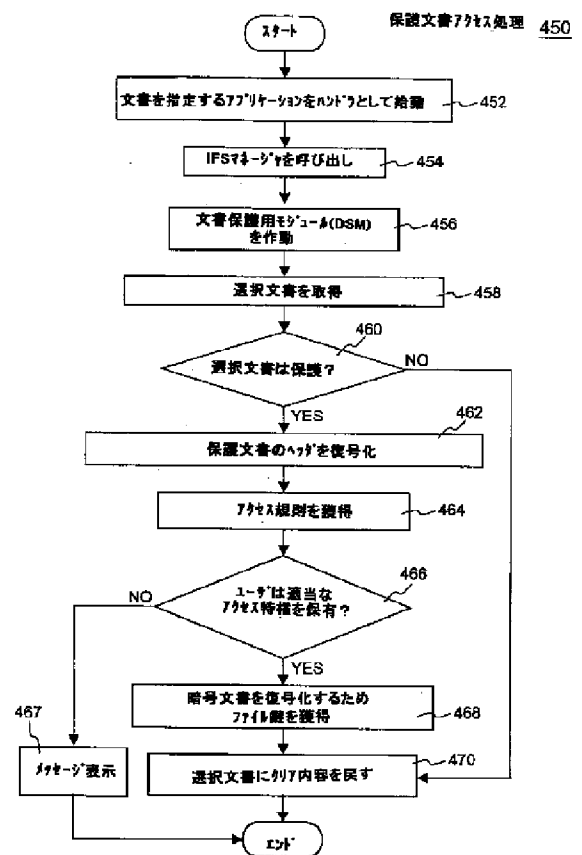 保護文書アクセス処理 450
スタート
文書を指定するアプリケーションをハンドラとして始動
452
IFSマネージャを呼び出し
454
文書保護用モジュール(DSM)
を作動
456
選択文書を取得
458
460
選択文書は保護?
NO
YES
462
保護文書のヘッダを復号化
アクセス規則を獲得
464
466
ユーザは適当な
アクセス特権を保有?
NO
YES
暗号文書を復号化するため
ファイル鍵を獲得
468
467
メッセージ表示
470
選択文書にクリア内容を戻す
エンド